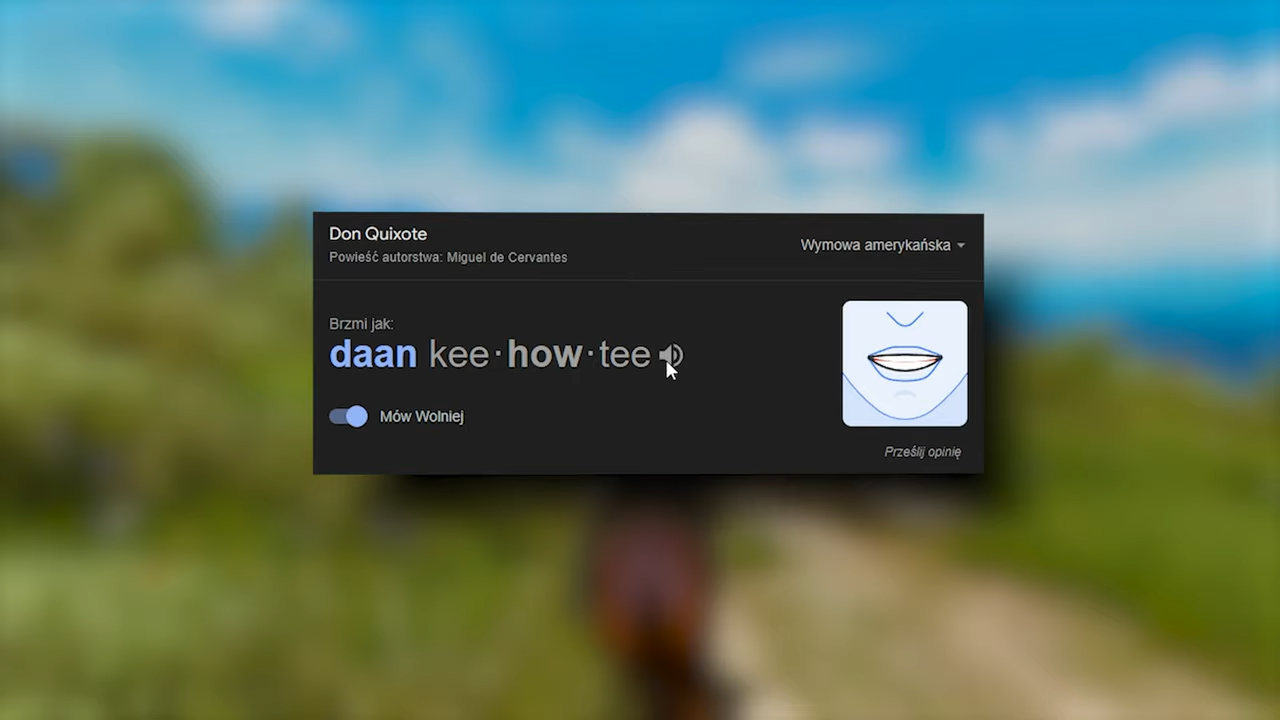 Don Quixote
Powieść autorstwa: Miguel de Cervantes
Wymowa amerykańska
Brzmi jak:
daan kee·how·tee
Mów Wolniej
Prześlij opinię